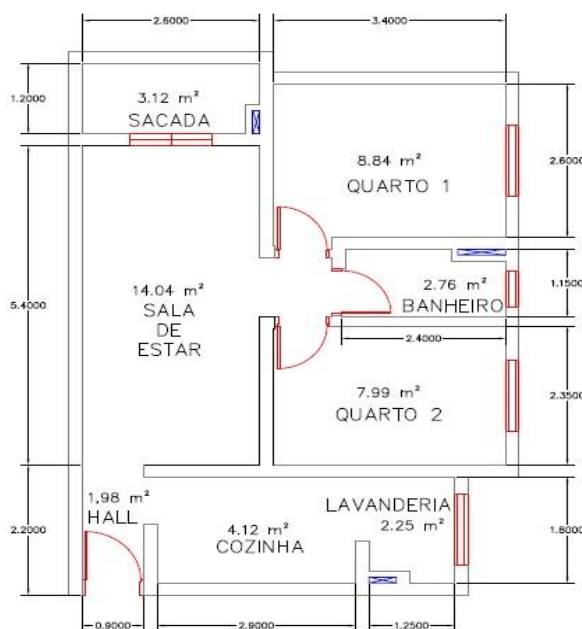 2.6000
3.4000
1.2000
3.12 m²
SACADA
8.84 m²
QUARTO 1
2.6000
5.4000
14.04 m²
SALA
DE
ESTAR
2.76 m²
BANHEIRO
1.1500
2.4000
7.99 m²
QUARTO 2
2.3500
2.2000
1,98 m²
HALL
4.12 m²
COZINHA
LAVANDERIA
2.25 m²
1.8000
0.9000
2.9000
1.2500